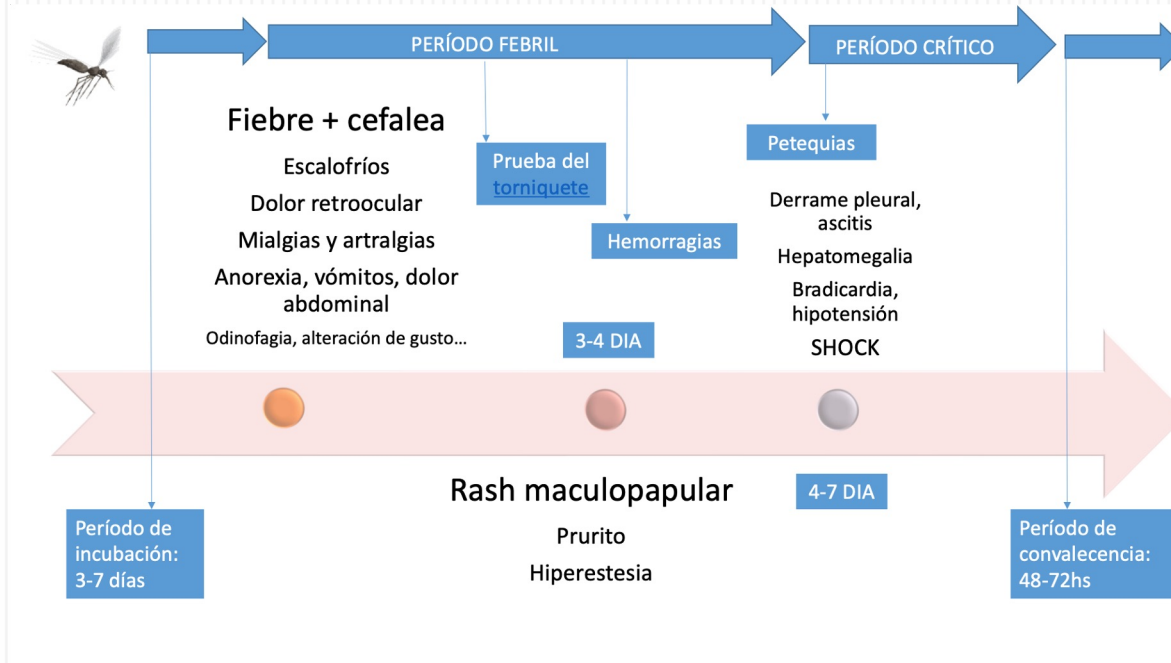 PERÍODO FEBRIL
PERÍODO CRÍTICO
Fiebre + cefalea
Escalofríos
Dolor retroocular
Mialgias y artralgias
Anorexia, vómitos, dolor
abdominal
Odinofagia, alteración de gusto...
Prueba del
torniquete
Hemorragias
3-4 DIA
Petequias
Derrame pleural,
ascitis
Hepatomegalia
Bradicardia,
hipotensión
SHOCK
Rash maculopapular
Prurito
Hiperestesia
4-7 DIA
Período de
incubación:
3-7 días
Período de
convalecencia:
48-72hs